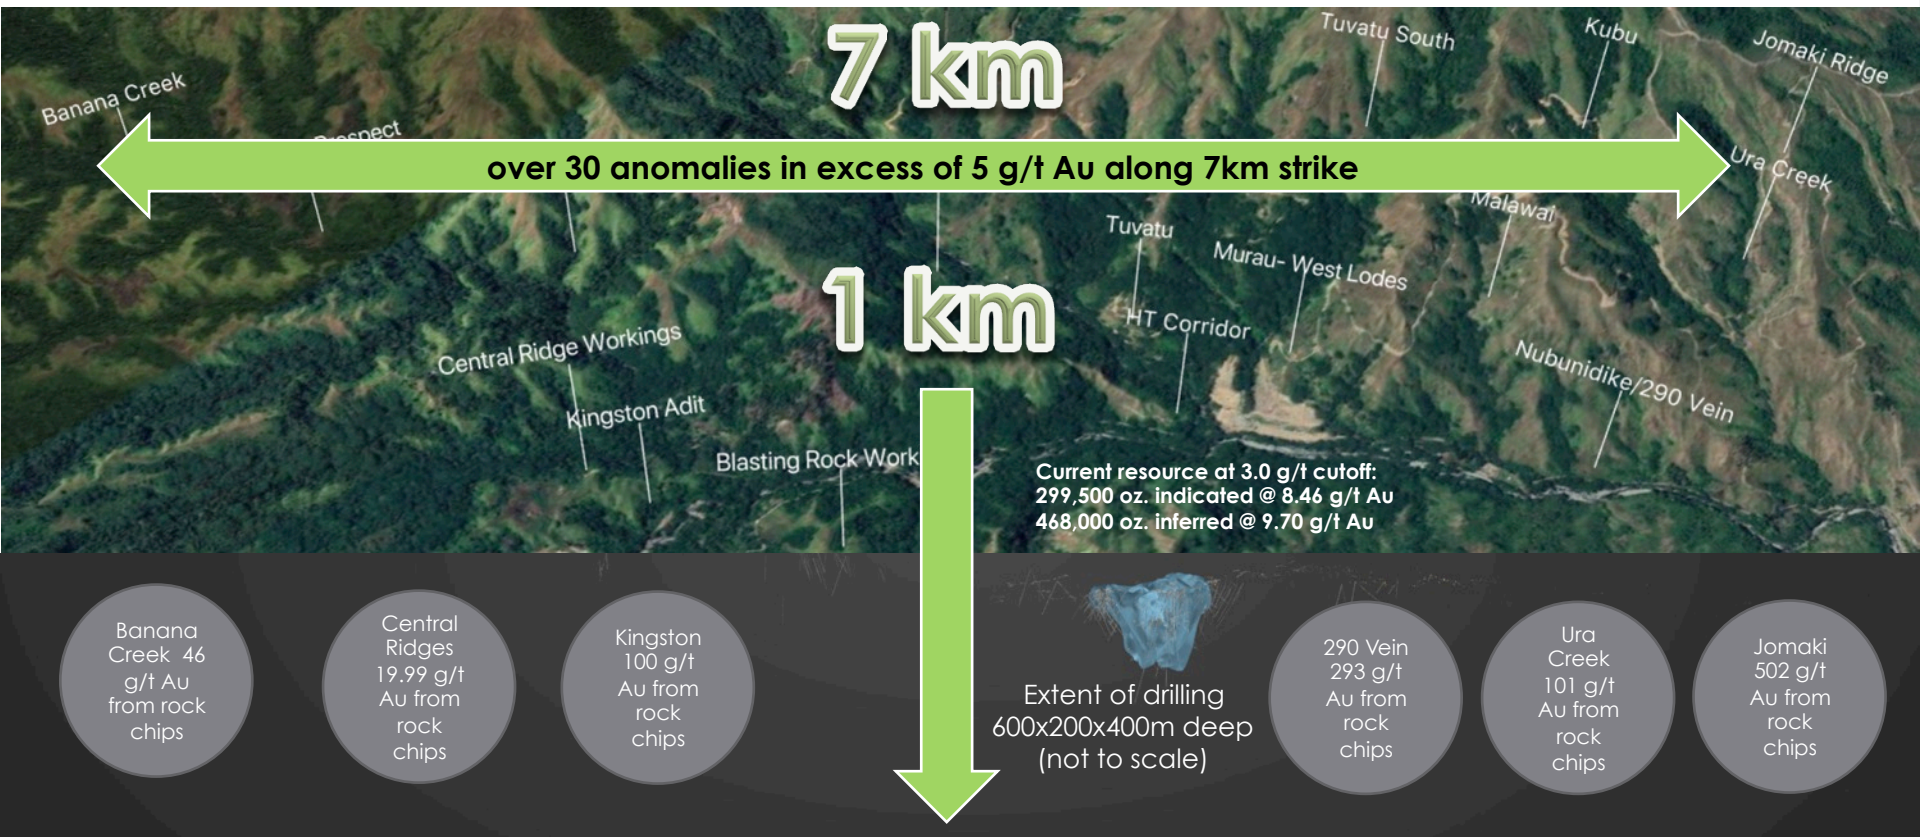 7 km
Tuvatu South
Kubu
Jomaki Ridge
Banana Creek
Prospect
over 30 anomalies in excess of 5 g/t Au along 7km strike
Ura Creek
Malawai
Tuvatu
Murau- West Lodes
1 km
HT Corridor
Central Ridge Workings
Nubunidike/290 Vein
Kingston Adit
Blasting Rock Work
Current resource at 3.0 g/t cutoff:
299,500 oz. indicated @ 8.46 g/t Au
468,000 oz. inferred @ 9.70 g/t Au
Banana
Creek 46
g/t Au
from rock
chips
Central
Ridges
19.99 g/t
Au from
rock
chips
Kingston
100 g/t
Au from
rock
chips
Extent of drilling
600x200x400m deep
(not to scale)
290 Vein
293 g/t
Au from
rock
chips
Ura
Creek
101 g/t
Au from
rock
chips
Jomaki
502 g/t
Au from
rock
chips